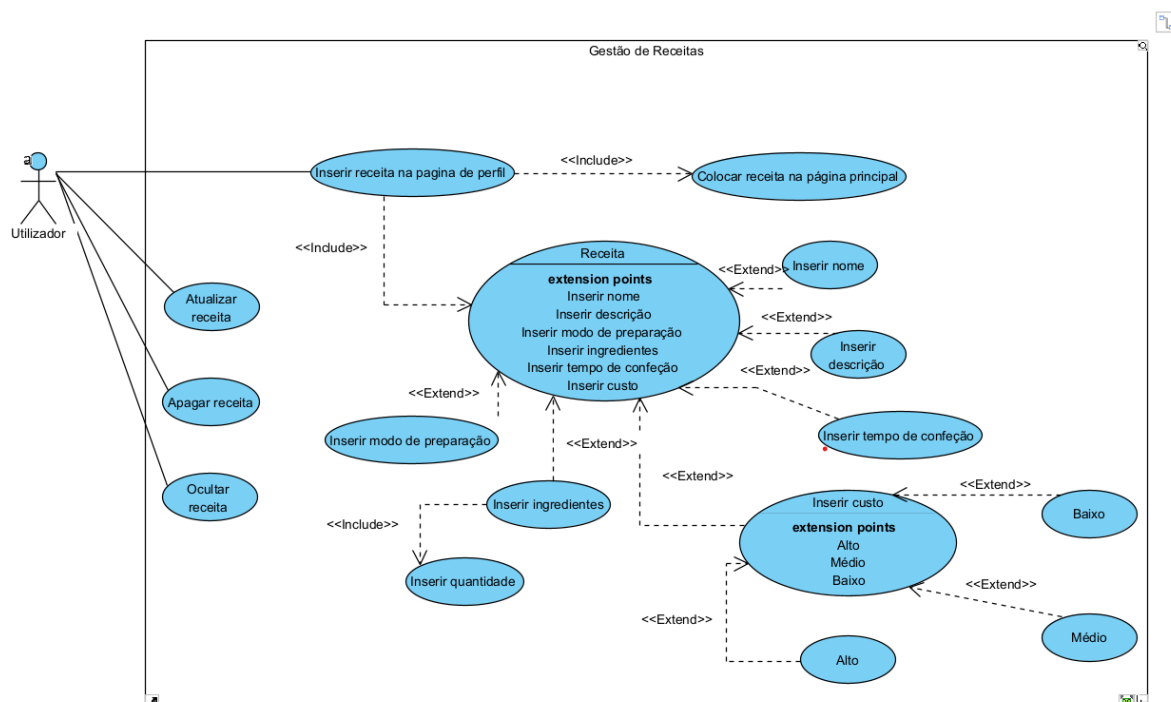 Gestão de Receitas
Utilizador
Inserir receita na pagina de perfil
<<Include>>
Colocar receita na página principal
<<Include>>
Receita
extension points
Inserir nome
Inserir descrição
Inserir modo de preparação
Inserir ingredientes
Inserir tempo de confeção
Inserir custo
<<Extend>>
Inserir nome
<<Extend>>
Inserir
descrição
<<Extend>>
Inserir tempo de confeção
Atualizar
receita
Apagar receita
Ocultar
receita
<<Extend>>
Inserir modo de preparação
<<Extend>>
Inserir ingredientes
<<Include>>
Inserir quantidade
<<Extend>>
Inserir custo
extension points
Alto
Médio
Baixo
<<Extend>>
Baixo
<<Extend>>
Médio
<<Extend>>
Alto